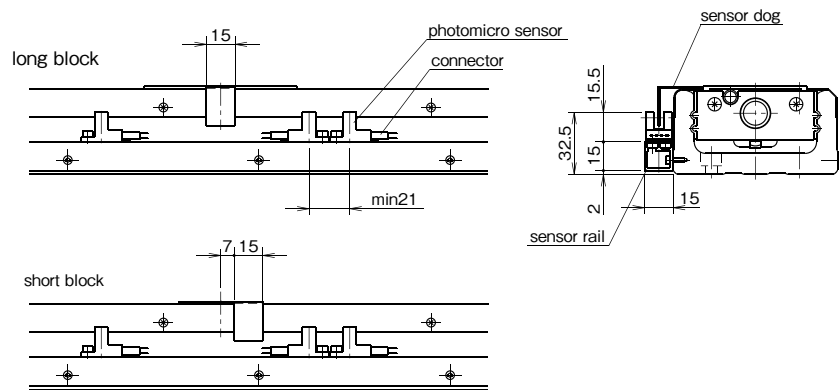 long block
15
photomicro sensor
connector
min21
sensor dog
15.5
32.5
15
2
15
sensor rail
short block
7
15